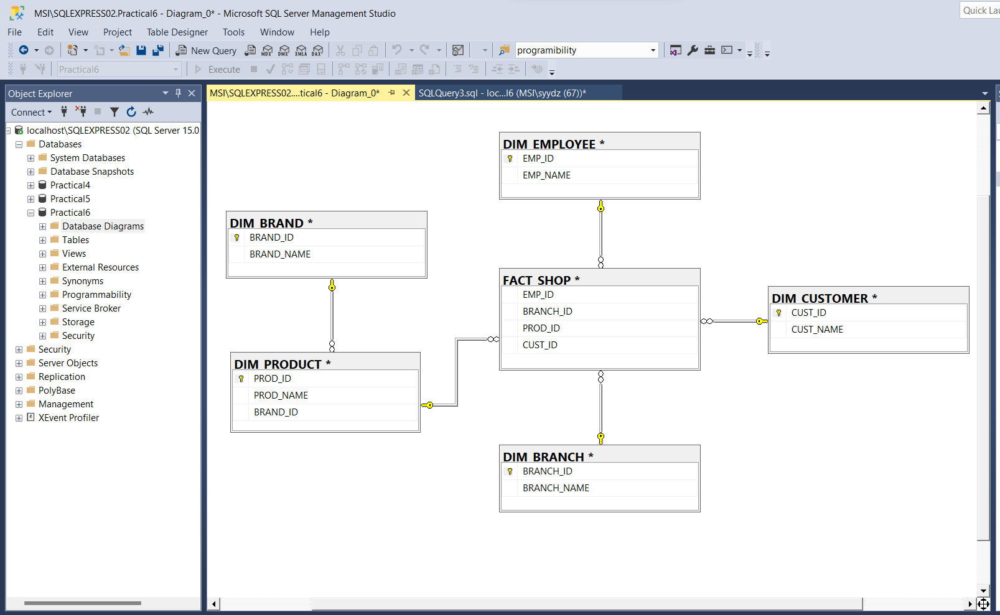 MSI\SQLEXPRESS02.Practical6 - Diagram_0* - Microsoft SQL Server Management Studio
Quick Lau
File Edit View Project Table Designer Tools Window Help
New Query MDX DMX XMLA DAX programibility
Practical6 Execute
Object Explorer
MSI\SQLEXPRESS02....tical6 - Diagram_0*
SQLQuery3.sql - loc...l6 (MSI\syydz (67))*
Connect
localhost\SQLEXPRESS02 (SQL Server 15.0
Databases
System Databases
Database Snapshots
Practical4
Practical5
Practical6
Database Diagrams
Tables
Views
External Resources
Synonyms
Programmability
Service Broker
Storage
Security
Security
Server Objects
Replication
PolyBase
Management
XEvent Profiler
DIM_EMPLOYEE *
EMP_ID
EMP_NAME
DIM_BRAND *
BRAND_ID
BRAND_NAME
FACT_SHOP *
EMP_ID
BRANCH_ID
PROD_ID
CUST_ID
DIM_CUSTOMER *
CUST_ID
CUST_NAME
DIM_PRODUCT *
PROD_ID
PROD_NAME
BRAND_ID
DIM_BRANCH *
BRANCH_ID
BRANCH_NAME